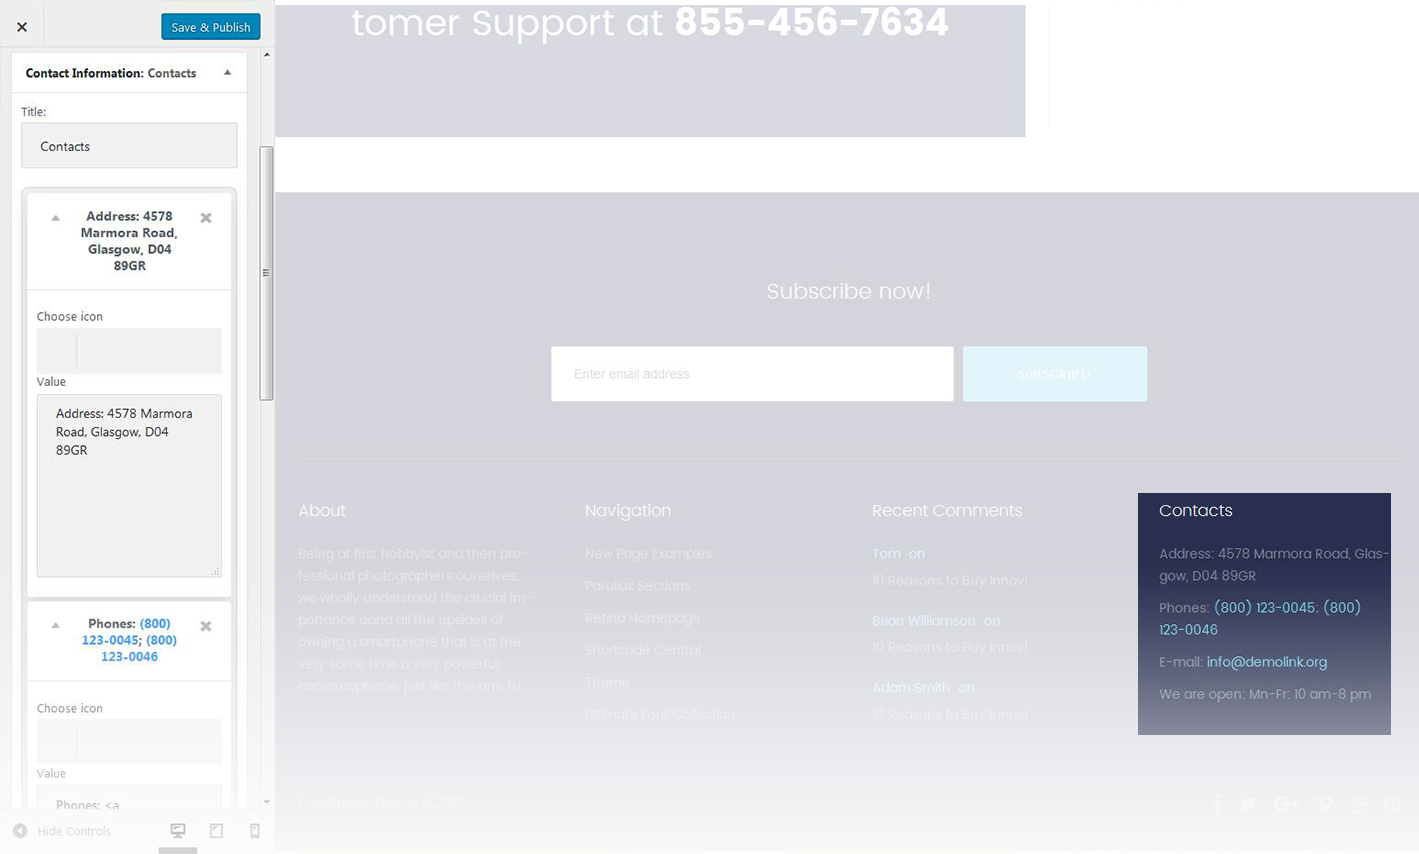 Save & Publish
Contact Information: Contacts
Title:
Contacts
Address: 4578
Marmora Road,
Glasgow, D04
89GR
Choose icon
Value
Address: 4578 Marmora
Road, Glasgow, D04
89GR
Phones: (800)
123-0045; (800)
123-0046
Choose icon
Value
Phones: <a
Hide Controls
tomer Support at 855-456-7634
Subscribe now!
Enter email address
SUBSCRIBE!
About
Being at first hobbyist and then pro-
fessional photographers ourselves,
we wholly understand the crucial im-
portance oand all the upsides of
owning a smartphone that is at the
very same time a very powerful
camereaphone, just like this one is!
Navigation
New Page Examples
Parallax Sections
Retina Homepage
Shortcode Central
Theme
Ultimate Font Collection
Recent Comments
Tom on
10 Reasons to Buy Innovi...
Brian Williamson on
10 Reasons to Buy Innovi...
Adam Smith on
10 Reasons to Buy Innovi...
Contacts
Address: 4578 Marmora Road, Glas-
gow, D04 89GR
Phones: (800) 123-0045; (800)
123-0046
E-mail: info@demolink.org
We are open: Mn-Fr: 10 am-8 pm
Theme © 2017